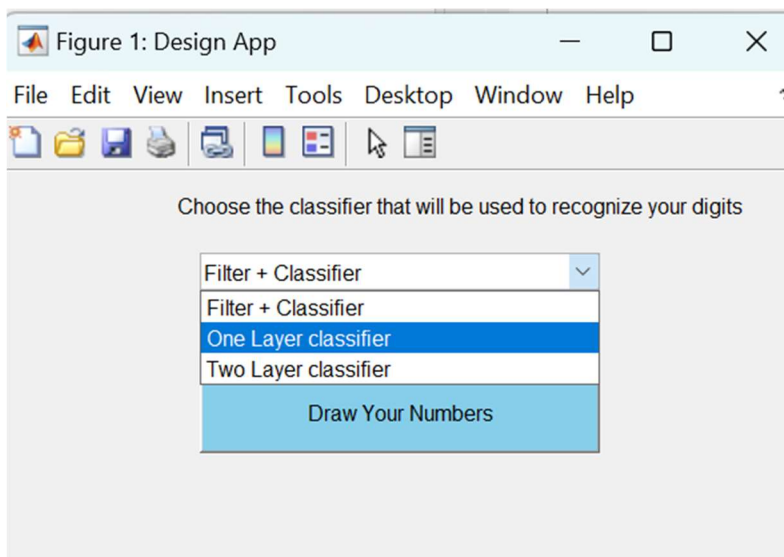 Figure 1: Design App
File Edit View Insert Tools Desktop Window Help
Choose the classifier that will be used to recognize your digits
Filter + Classifier
Filter + Classifier
One Layer classifier
Two Layer classifier
Draw Your Numbers